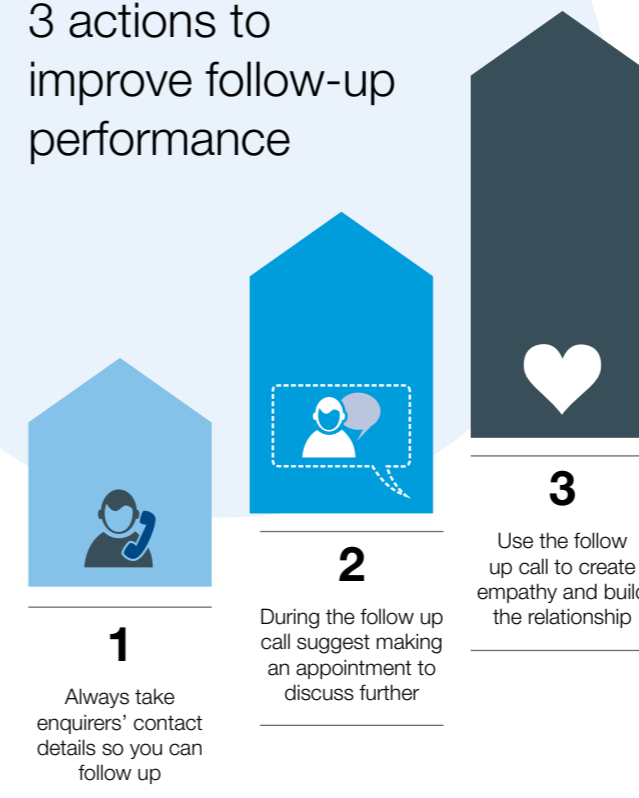 3 actions to
improve follow-up
performance
1
Always take
enquirers’ contact
details so you can
follow up
2
During the follow up
call suggest making
an appointment to
discuss further
3
Use the follow
up call to create
empathy and build
the relationship